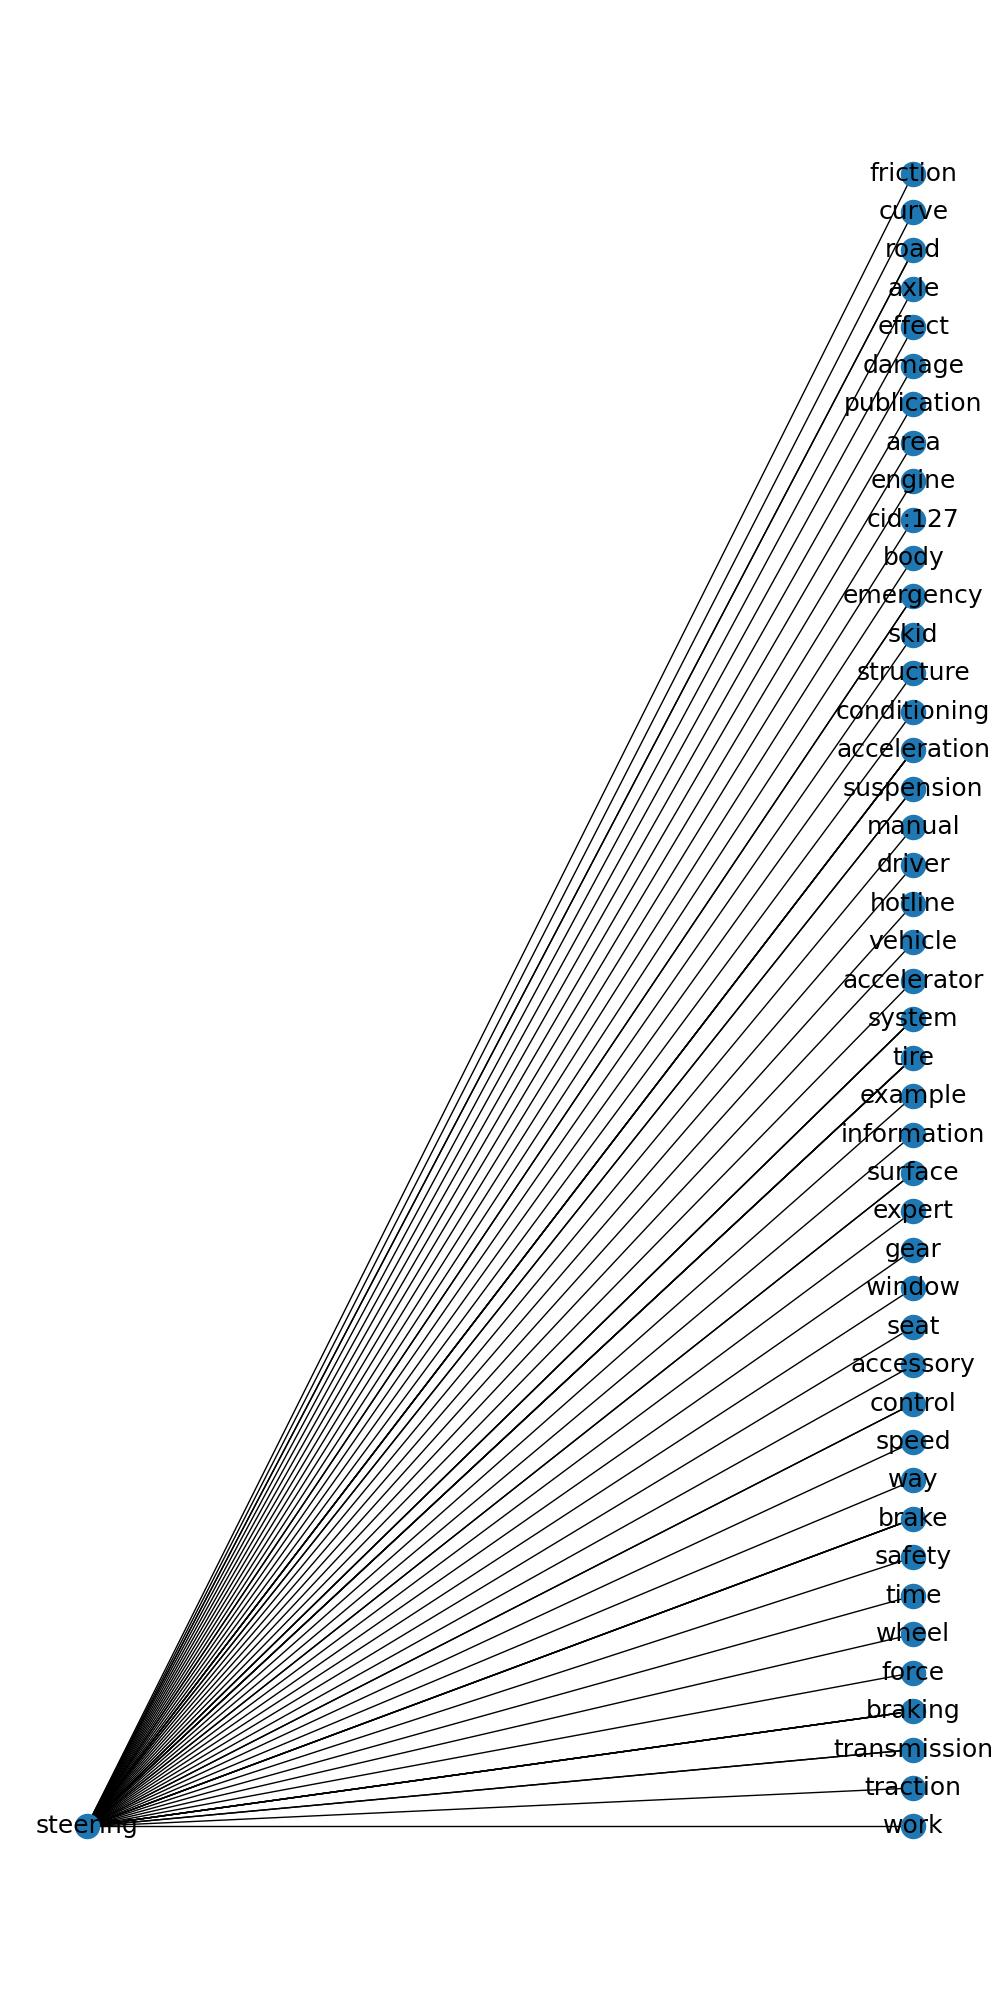 friction
curve
road
axle
effect
damage
publication
area
engine
cid:127
body
emergency
skid
structure
conditioning
acceleration
suspension
manual
driver
hotline
vehicle
accelerator
system
tire
example
information
surface
expert
gear
window
seat
accessory
control
speed
way
brake
safety
time
wheel
force
braking
transmission
traction
steering
work